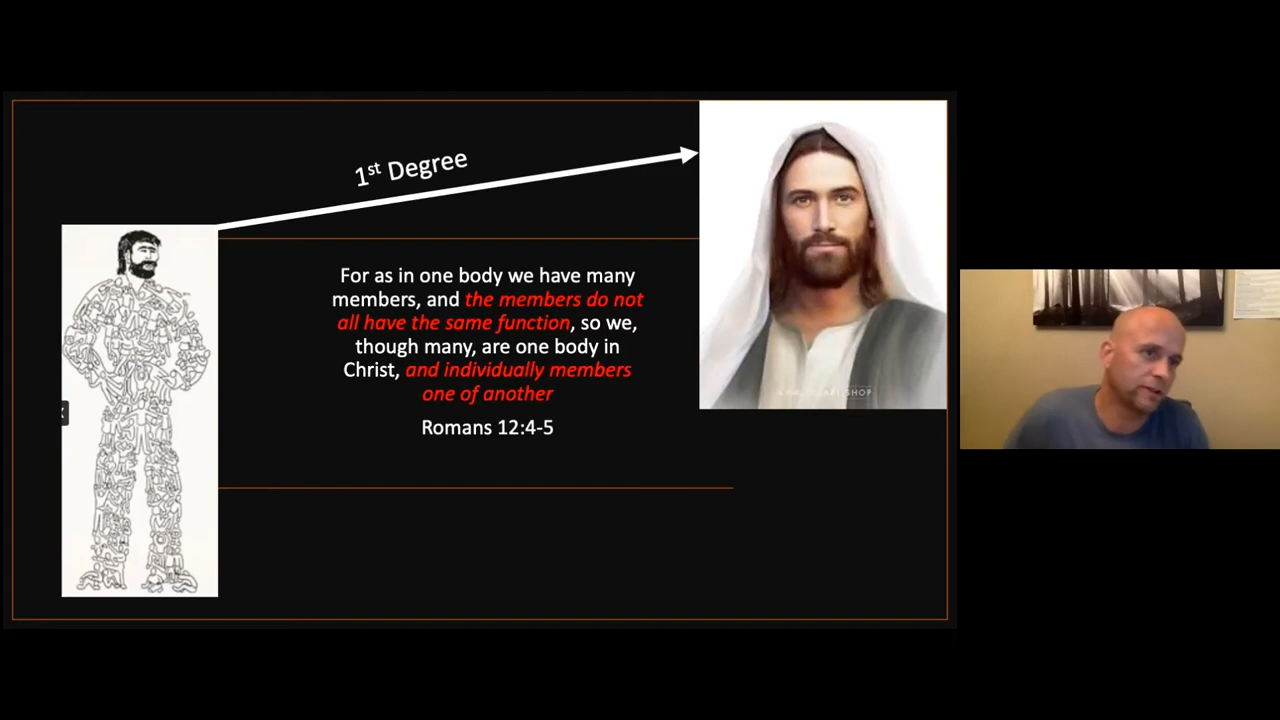 1st Degree
For as in one body we have many
members, and the members do not
all have the same function, so we,
though many, are one body in
Christ, and individually members
one of another
Romans 12:4-5